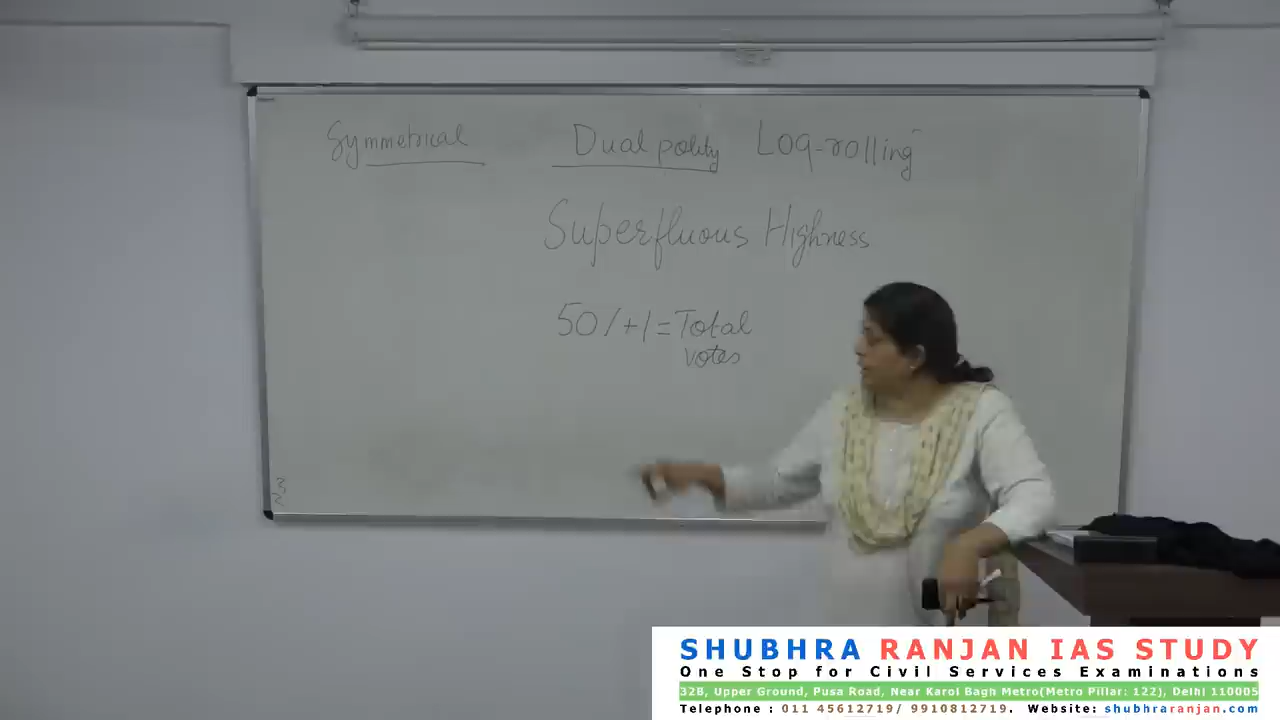 Symmetrical Dual polity Log-rolling
Superfluous Highness
50% +1 = Total
votes
SHUBHRA RANJAN IAS STUDY
One Stop for Civil Services Examinations
32B, Upper Ground, Pusa Road, Near Karol Bagh Metro(Metro Pillar: 122), Delhi 110005
Telephone : 011 45612719/ 9910812719. Website: shubhraranjan.com